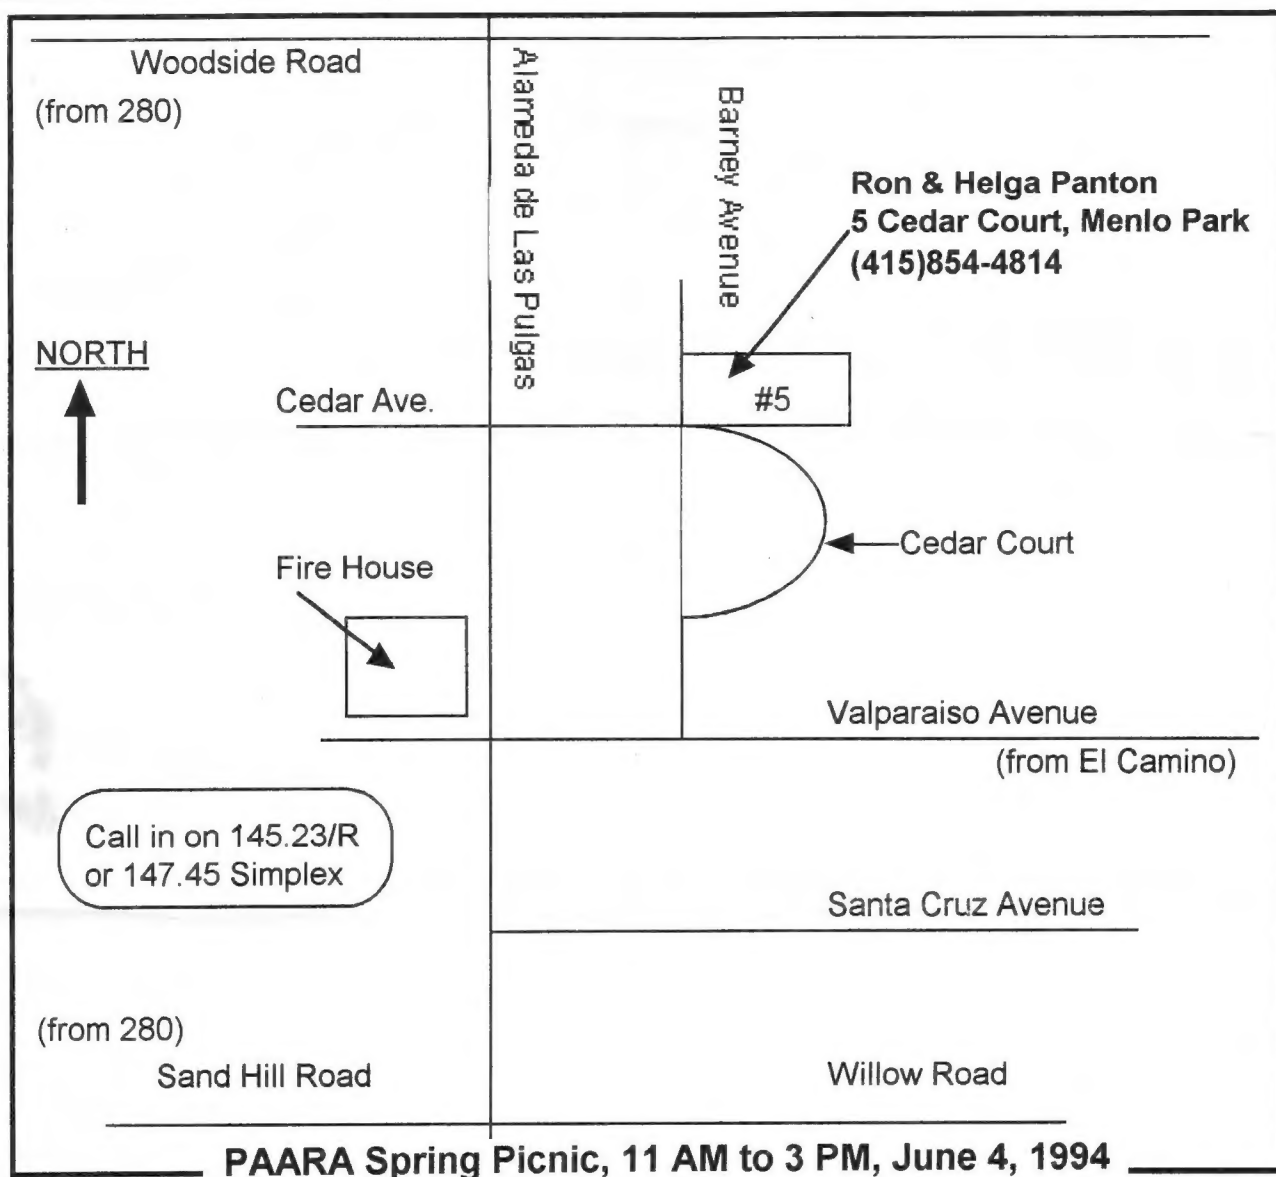 Woodside Road
(from 280)
Alameda de Las Pulgas
Barney Avenue
Ron & Helga Panton
5 Cedar Court, Menlo Park
(415)854-4814
NORTH
Cedar Ave.
#5
Cedar Court
Fire House
Valparaiso Avenue
(from El Camino)
Call in on 145.23/R
or 147.45 Simplex
Santa Cruz Avenue
(from 280)
Sand Hill Road
Willow Road
PAARA Spring Picnic, 11 AM to 3 PM, June 4, 1994